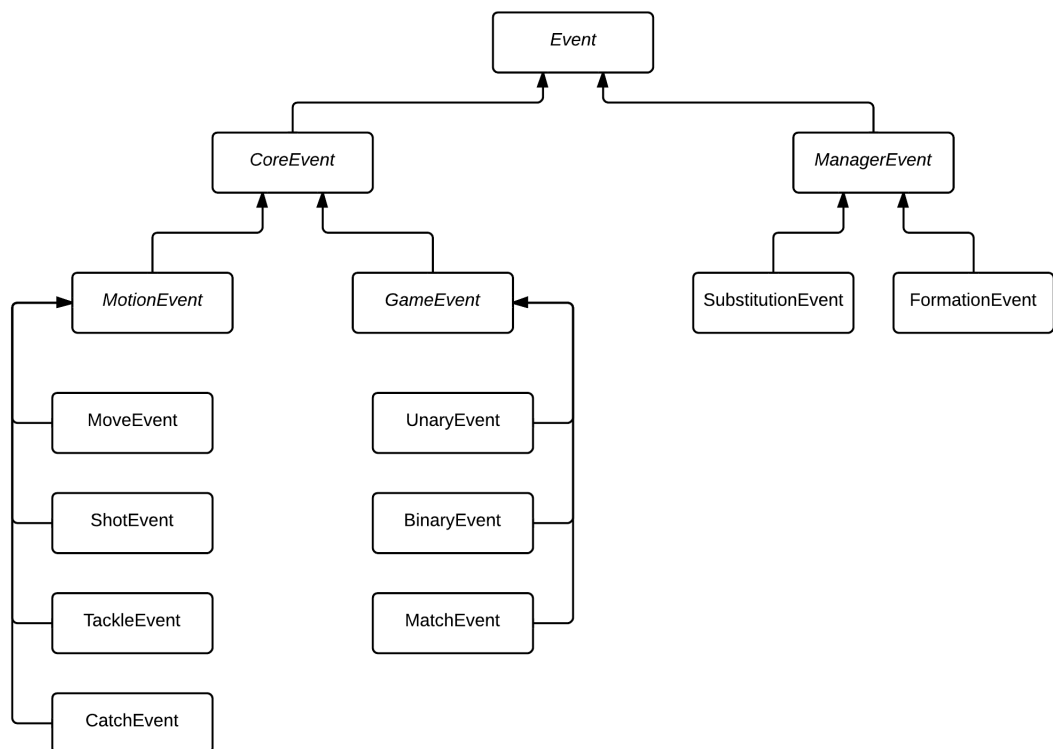 Event
CoreEvent
ManagerEvent
MotionEvent
GameEvent
SubstitutionEvent
FormationEvent
MoveEvent
UnaryEvent
ShotEvent
BinaryEvent
TackleEvent
MatchEvent
CatchEvent